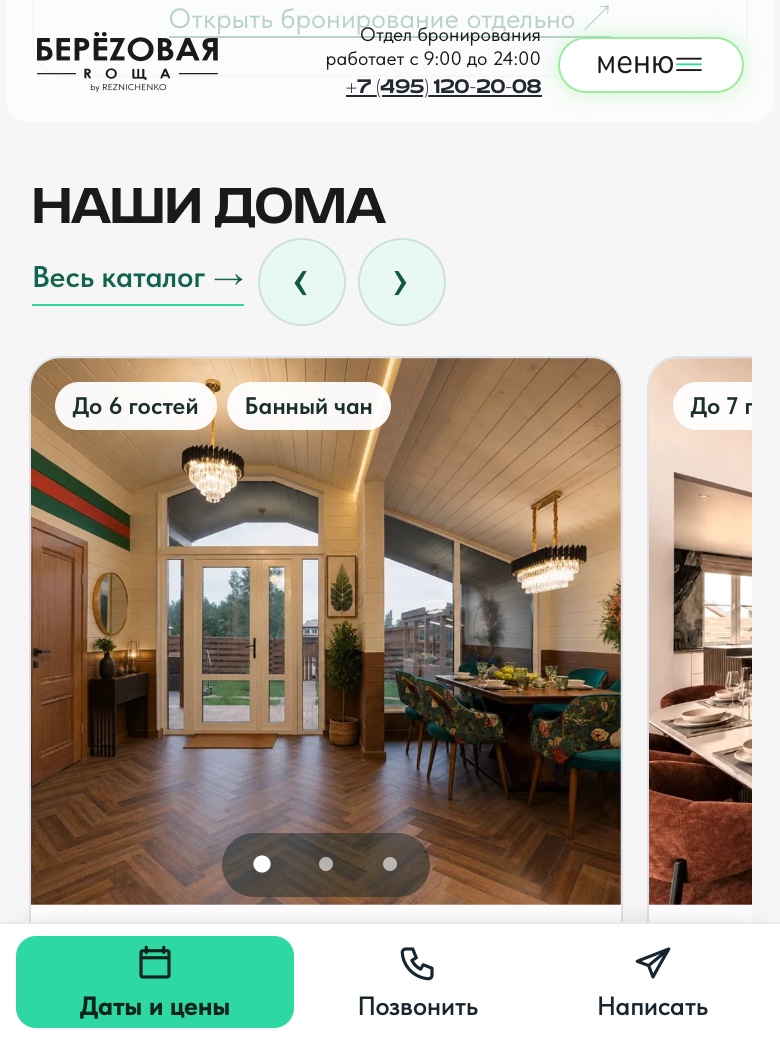 Открыть бронирование отдельно ↗
БЕРЁZОВАЯ
РОЩА
by REZNICHENKO
Отдел бронирования
работает с 9:00 до 24:00
+7 (495) 120-20-08
меню
НАШИ ДОМА
Весь каталог →
До 6 гостей
Банный чан
До 7 г
Даты и цены
Позвонить
Написать